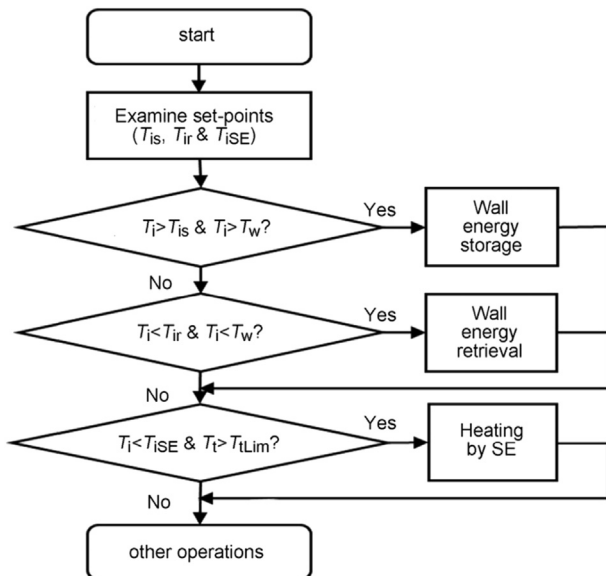 start
Examine set-points
(Tis, Tir & TiSE)
Ti>Tis & Ti>Tw?
Yes
Wall
energy
storage
No
Ti<Tir & Ti<Tw?
Yes
Wall
energy
retrieval
No
Ti<TiSE & Tt>TtLim?
Yes
Heating
by SE
No
other operations